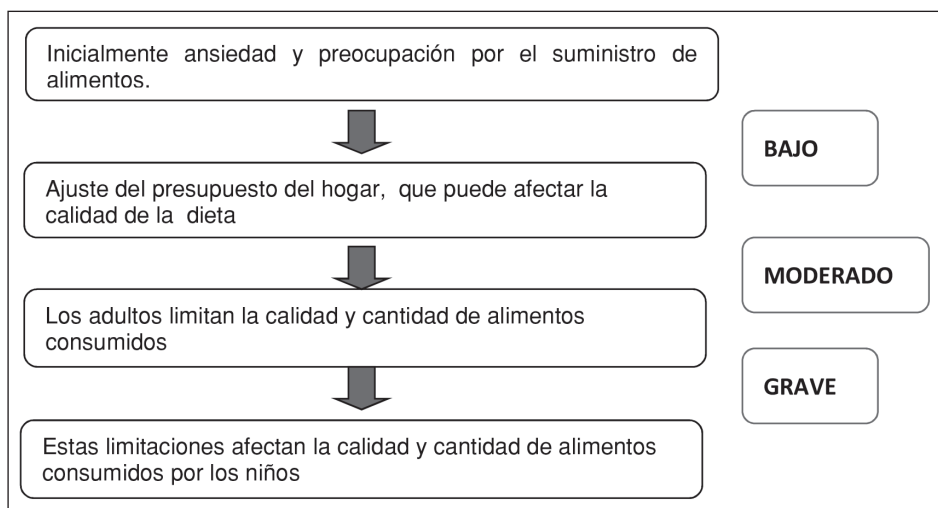 Inicialmente ansiedad y preocupación por el suministro de
alimentos.
BAJO
Ajuste del presupuesto del hogar, que puede afectar la
calidad de la dieta
MODERADO
Los adultos limitan la calidad y cantidad de alimentos
consumidos
GRAVE
Estas limitaciones afectan la calidad y cantidad de alimentos
consumidos por los niños